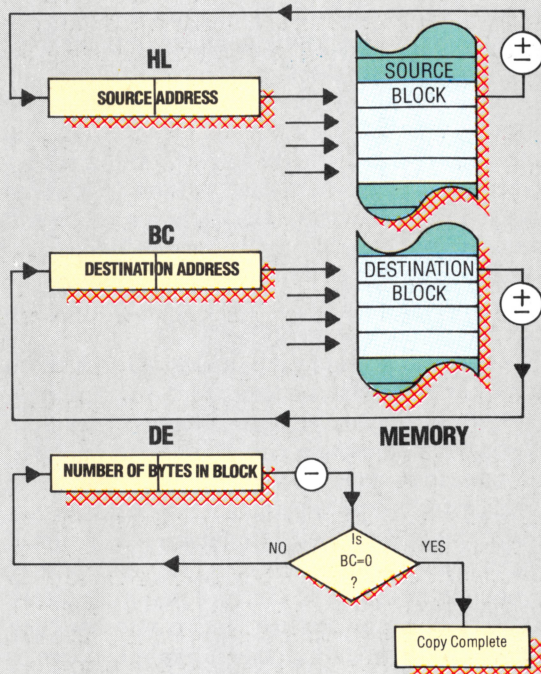 HL
SOURCE ADDRESS
SOURCE
BLOCK
±
BC
DESTINATION ADDRESS
DESTINATION
BLOCK
±
DE
MEMORY
NUMBER OF BYTES IN BLOCK
−
Is
BC=0
?
NO
YES
Copy Complete